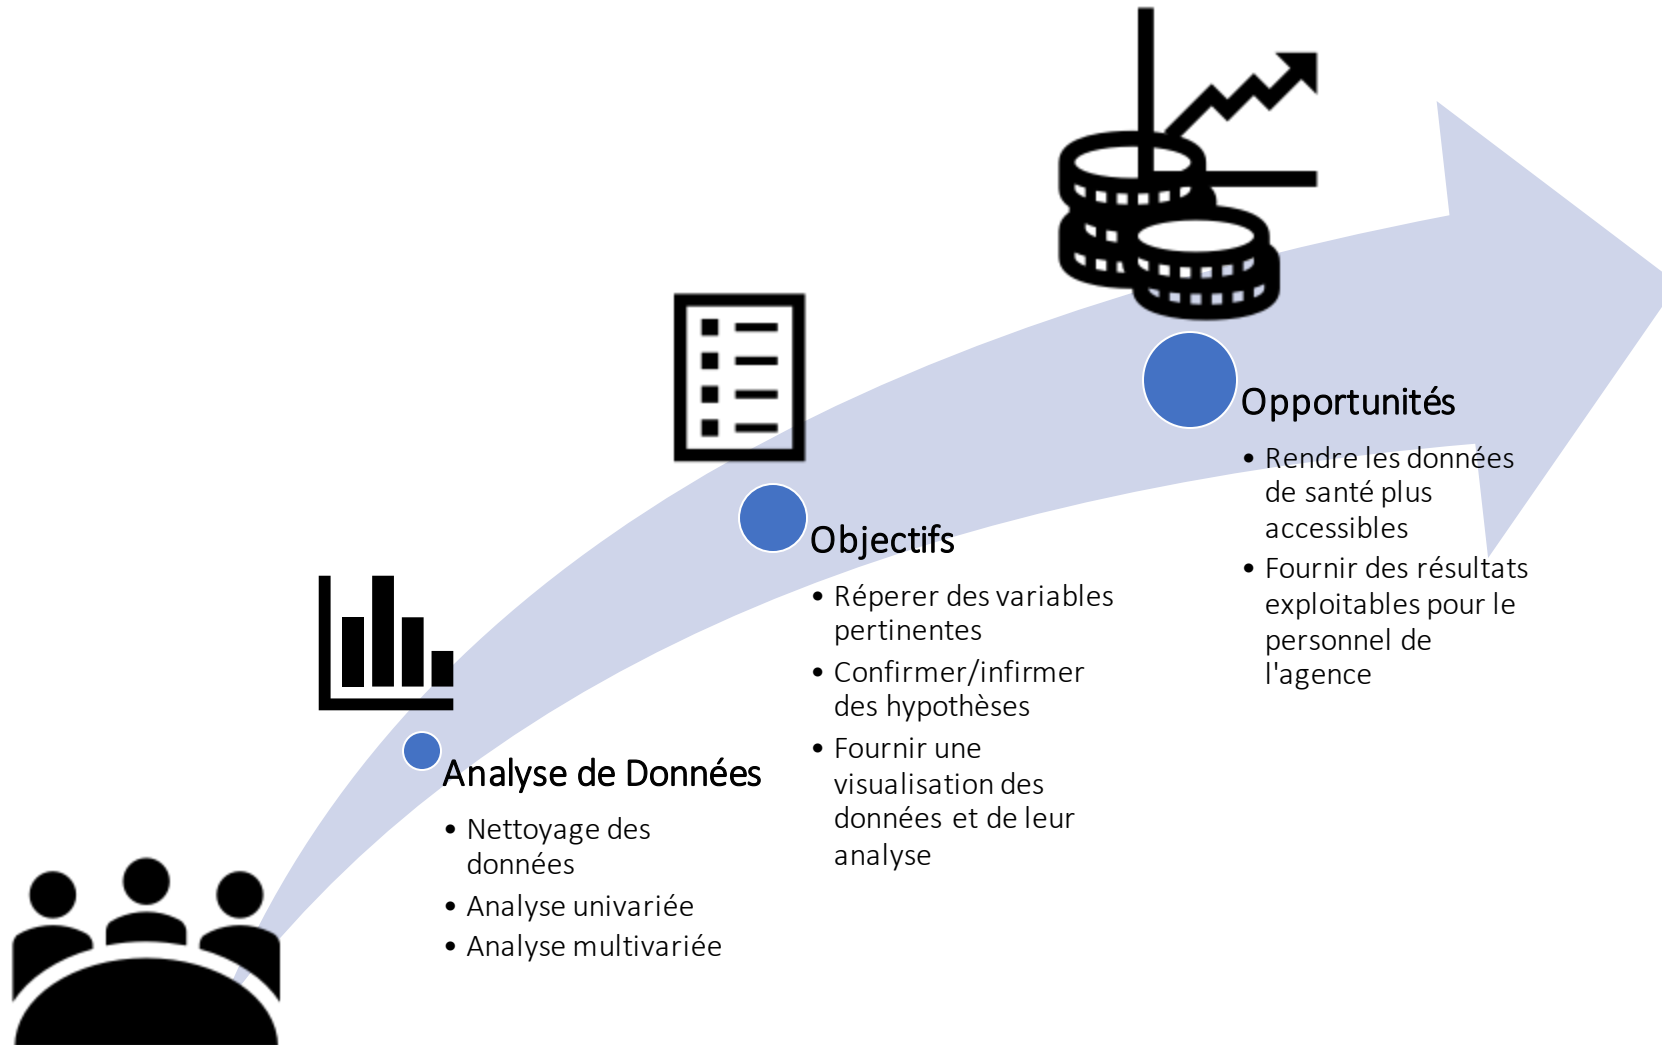 Opportunités
• Rendre les données
de santé plus
accessibles
• Fournir des résultats
exploitables pour le
personnel de
l'agence
Objectifs
• Réperer des variables
pertinentes
• Confirmer/infirmer
des hypothèses
• Fournir une
visualisation des
données et de leur
analyse
Analyse de Données
• Nettoyage des
données
• Analyse univariée
• Analyse multivariée